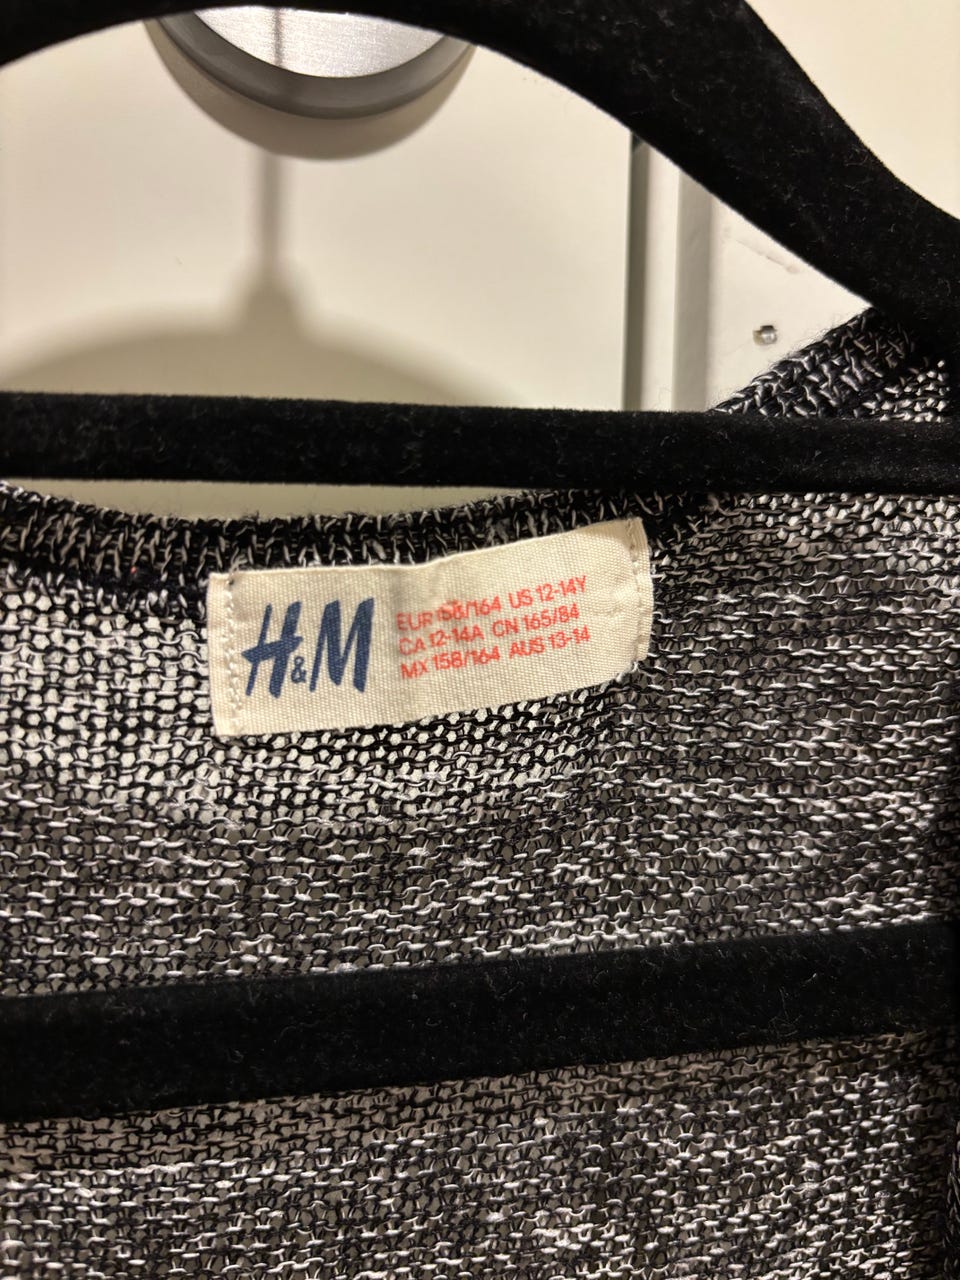 H&M
EUR 158/164 US 12-14Y
CA 12-14A CN 165/84
MX 158/164 AUS 13-14